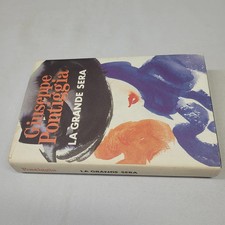 Giuseppe
Pontiggia
LA GRANDE SERA
LA GRANDE SERA